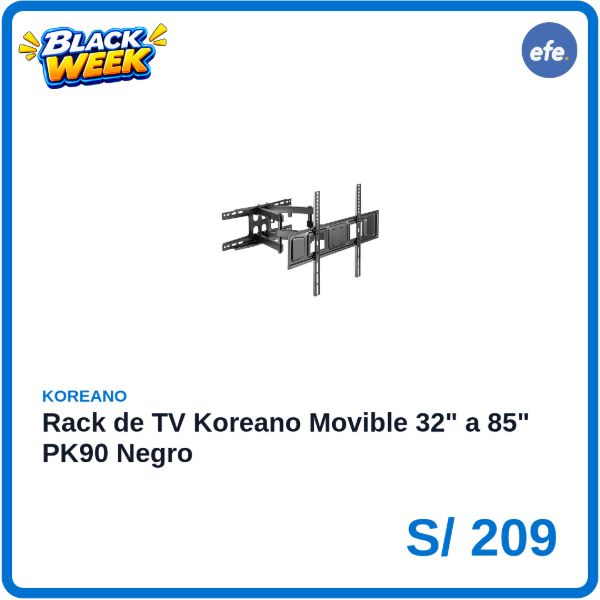 BLACK
WEEK
efe.
KOREANO
Rack de TV Koreano Movible 32" a 85"
PK90 Negro
S/ 209